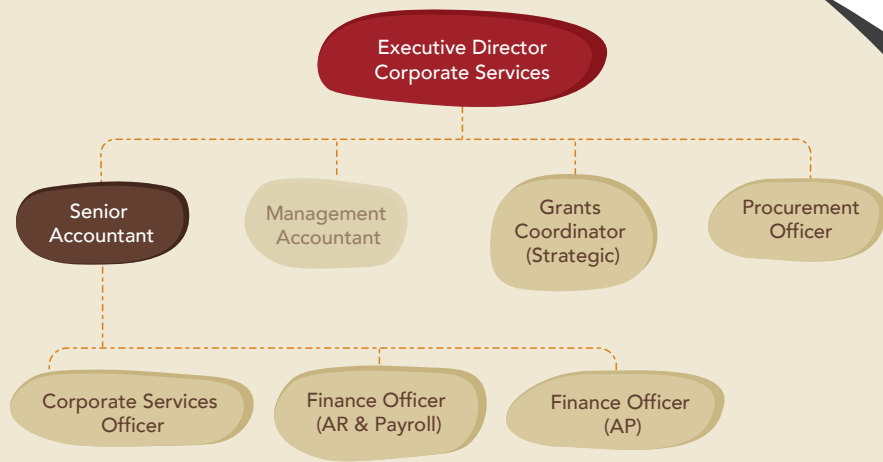 Executive Director
Corporate Services
Senior
Accountant
Management
Accountant
Grants
Coordinator
(Strategic)
Procurement
Officer
Corporate Services
Officer
Finance Officer
(AR & Payroll)
Finance Officer
(AP)